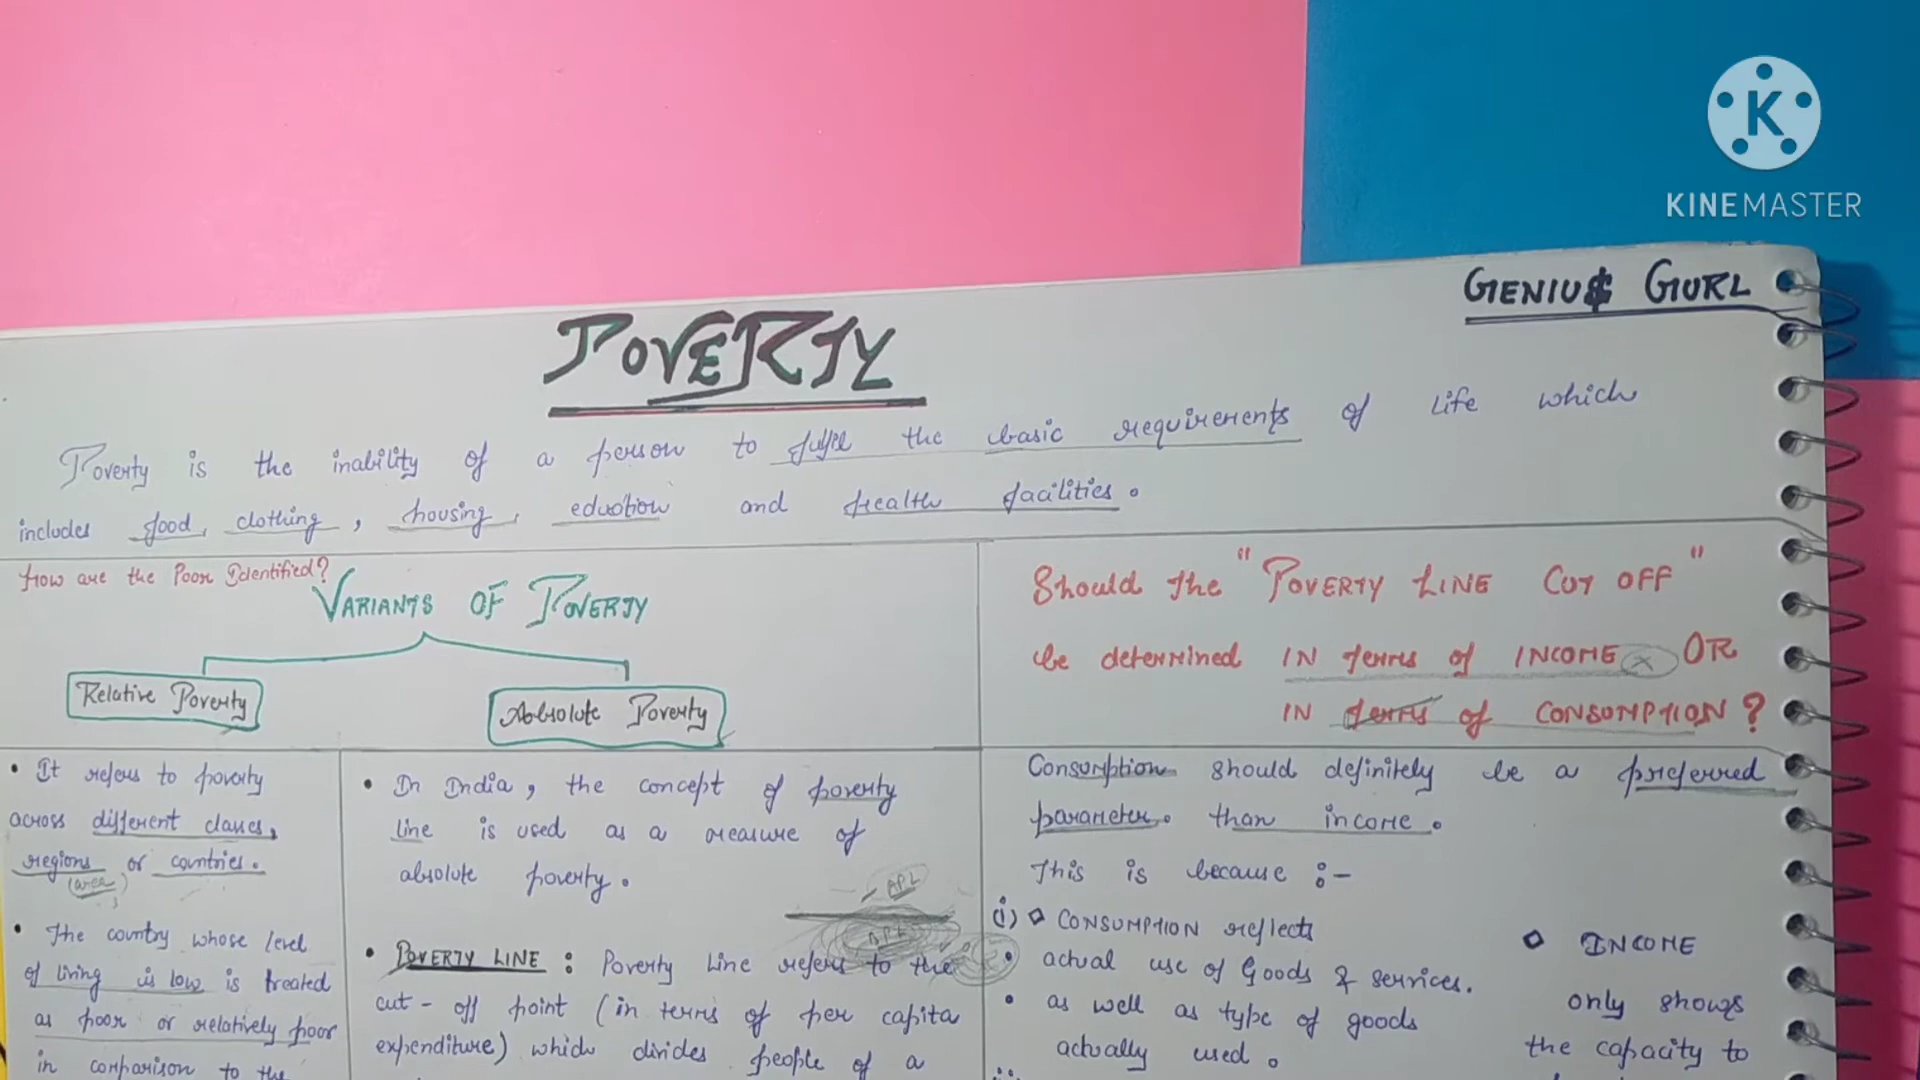 KINEMASTER
GENIUS GURL
POVERTY
Poverty is the inability of a person to fulfil the basic requirements of life which
includes food, clothing, housing, education and health facilities.
How are the Poor Identified?
VARIANTS OF POVERTY
Relative Poverty
Absolute Poverty
• It refers to poverty
across different classes,
regions or countries.
(area)
• The country whose level
of living is low is treated
as poor or relatively poor
in comparison to the
• In India, the concept of poverty
line is used as a measure of
absolute poverty.
APL
BPL
• POVERTY LINE : Poverty Line refers to the
cut-off point (in terms of per capita
expenditure) which divides people of a
Should the "POVERTY LINE CUT OFF"
be determined IN terms of INCOME x OR
IN terms of CONSUMPTION ?
Consumption should definitely be a preferred
parameter. than income.
This is because :-
(i) ◇ CONSUMPTION reflects
• actual use of Goods & services.
• as well as type of goods
actually used.
◇ INCOME
only shows
the capacity to